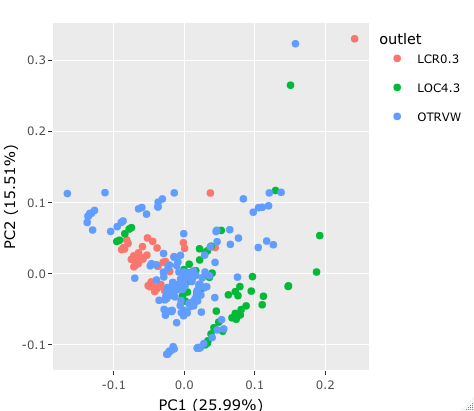 outlet
LCR0.3
LOC4.3
OTRVW
PC2 (15.51%)
0.3
0.2
0.1
0.0
-0.1
-0.1
0.0
0.1
0.2
PC1 (25.99%)